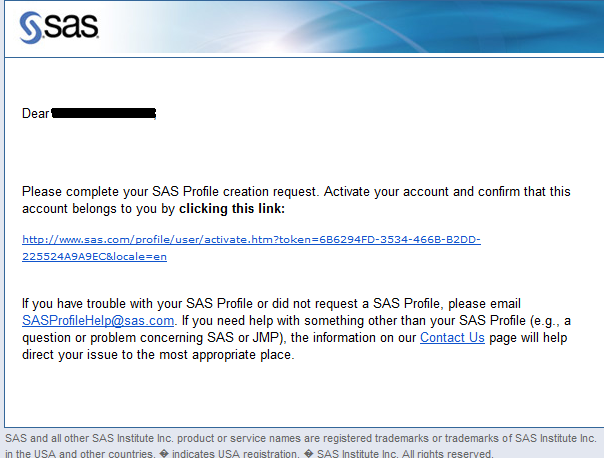 sas
Dear
Please complete your SAS Profile creation request. Activate your account and confirm that this
account belongs to you by clicking this link:
http://www.sas.com/profile/user/activate.htm?token=6B6294FD-3534-466B-B2DD-
225524A9A9EC&locale=en
If you have trouble with your SAS Profile or did not request a SAS Profile, please email
SASProfileHelp@sas.com. If you need help with something other than your SAS Profile (e.g., a
question or problem concerning SAS or JMP), the information on our Contact Us page will help
direct your issue to the most appropriate place.
SAS and all other SAS Institute Inc. product or service names are registered trademarks or trademarks of SAS Institute Inc.
in the USA and other countries. � indicates USA registration. � SAS Institute Inc. All rights reserved.